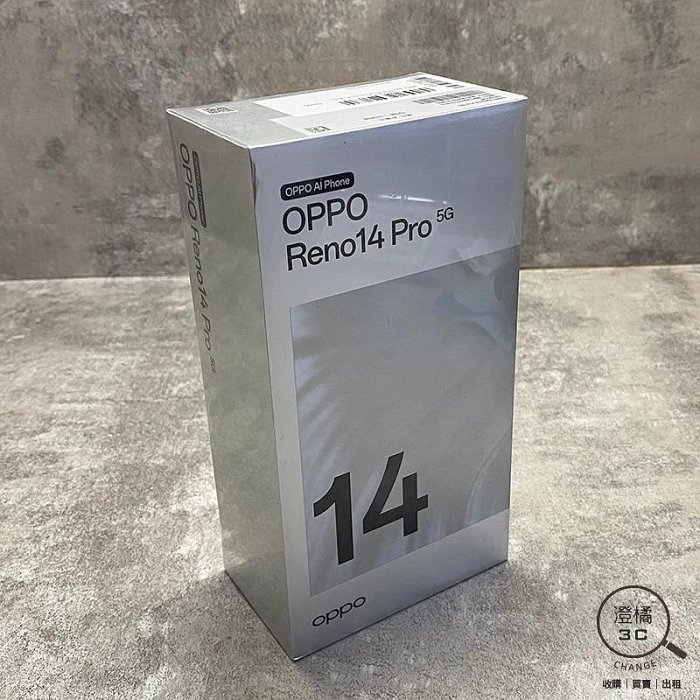 OPPO AI Phone
OPPO
Reno14 Pro 5G
14
oppo
OPPO Reno14 Pro 5G
澄橘
3C
CHANGE
收購｜買賣｜出租